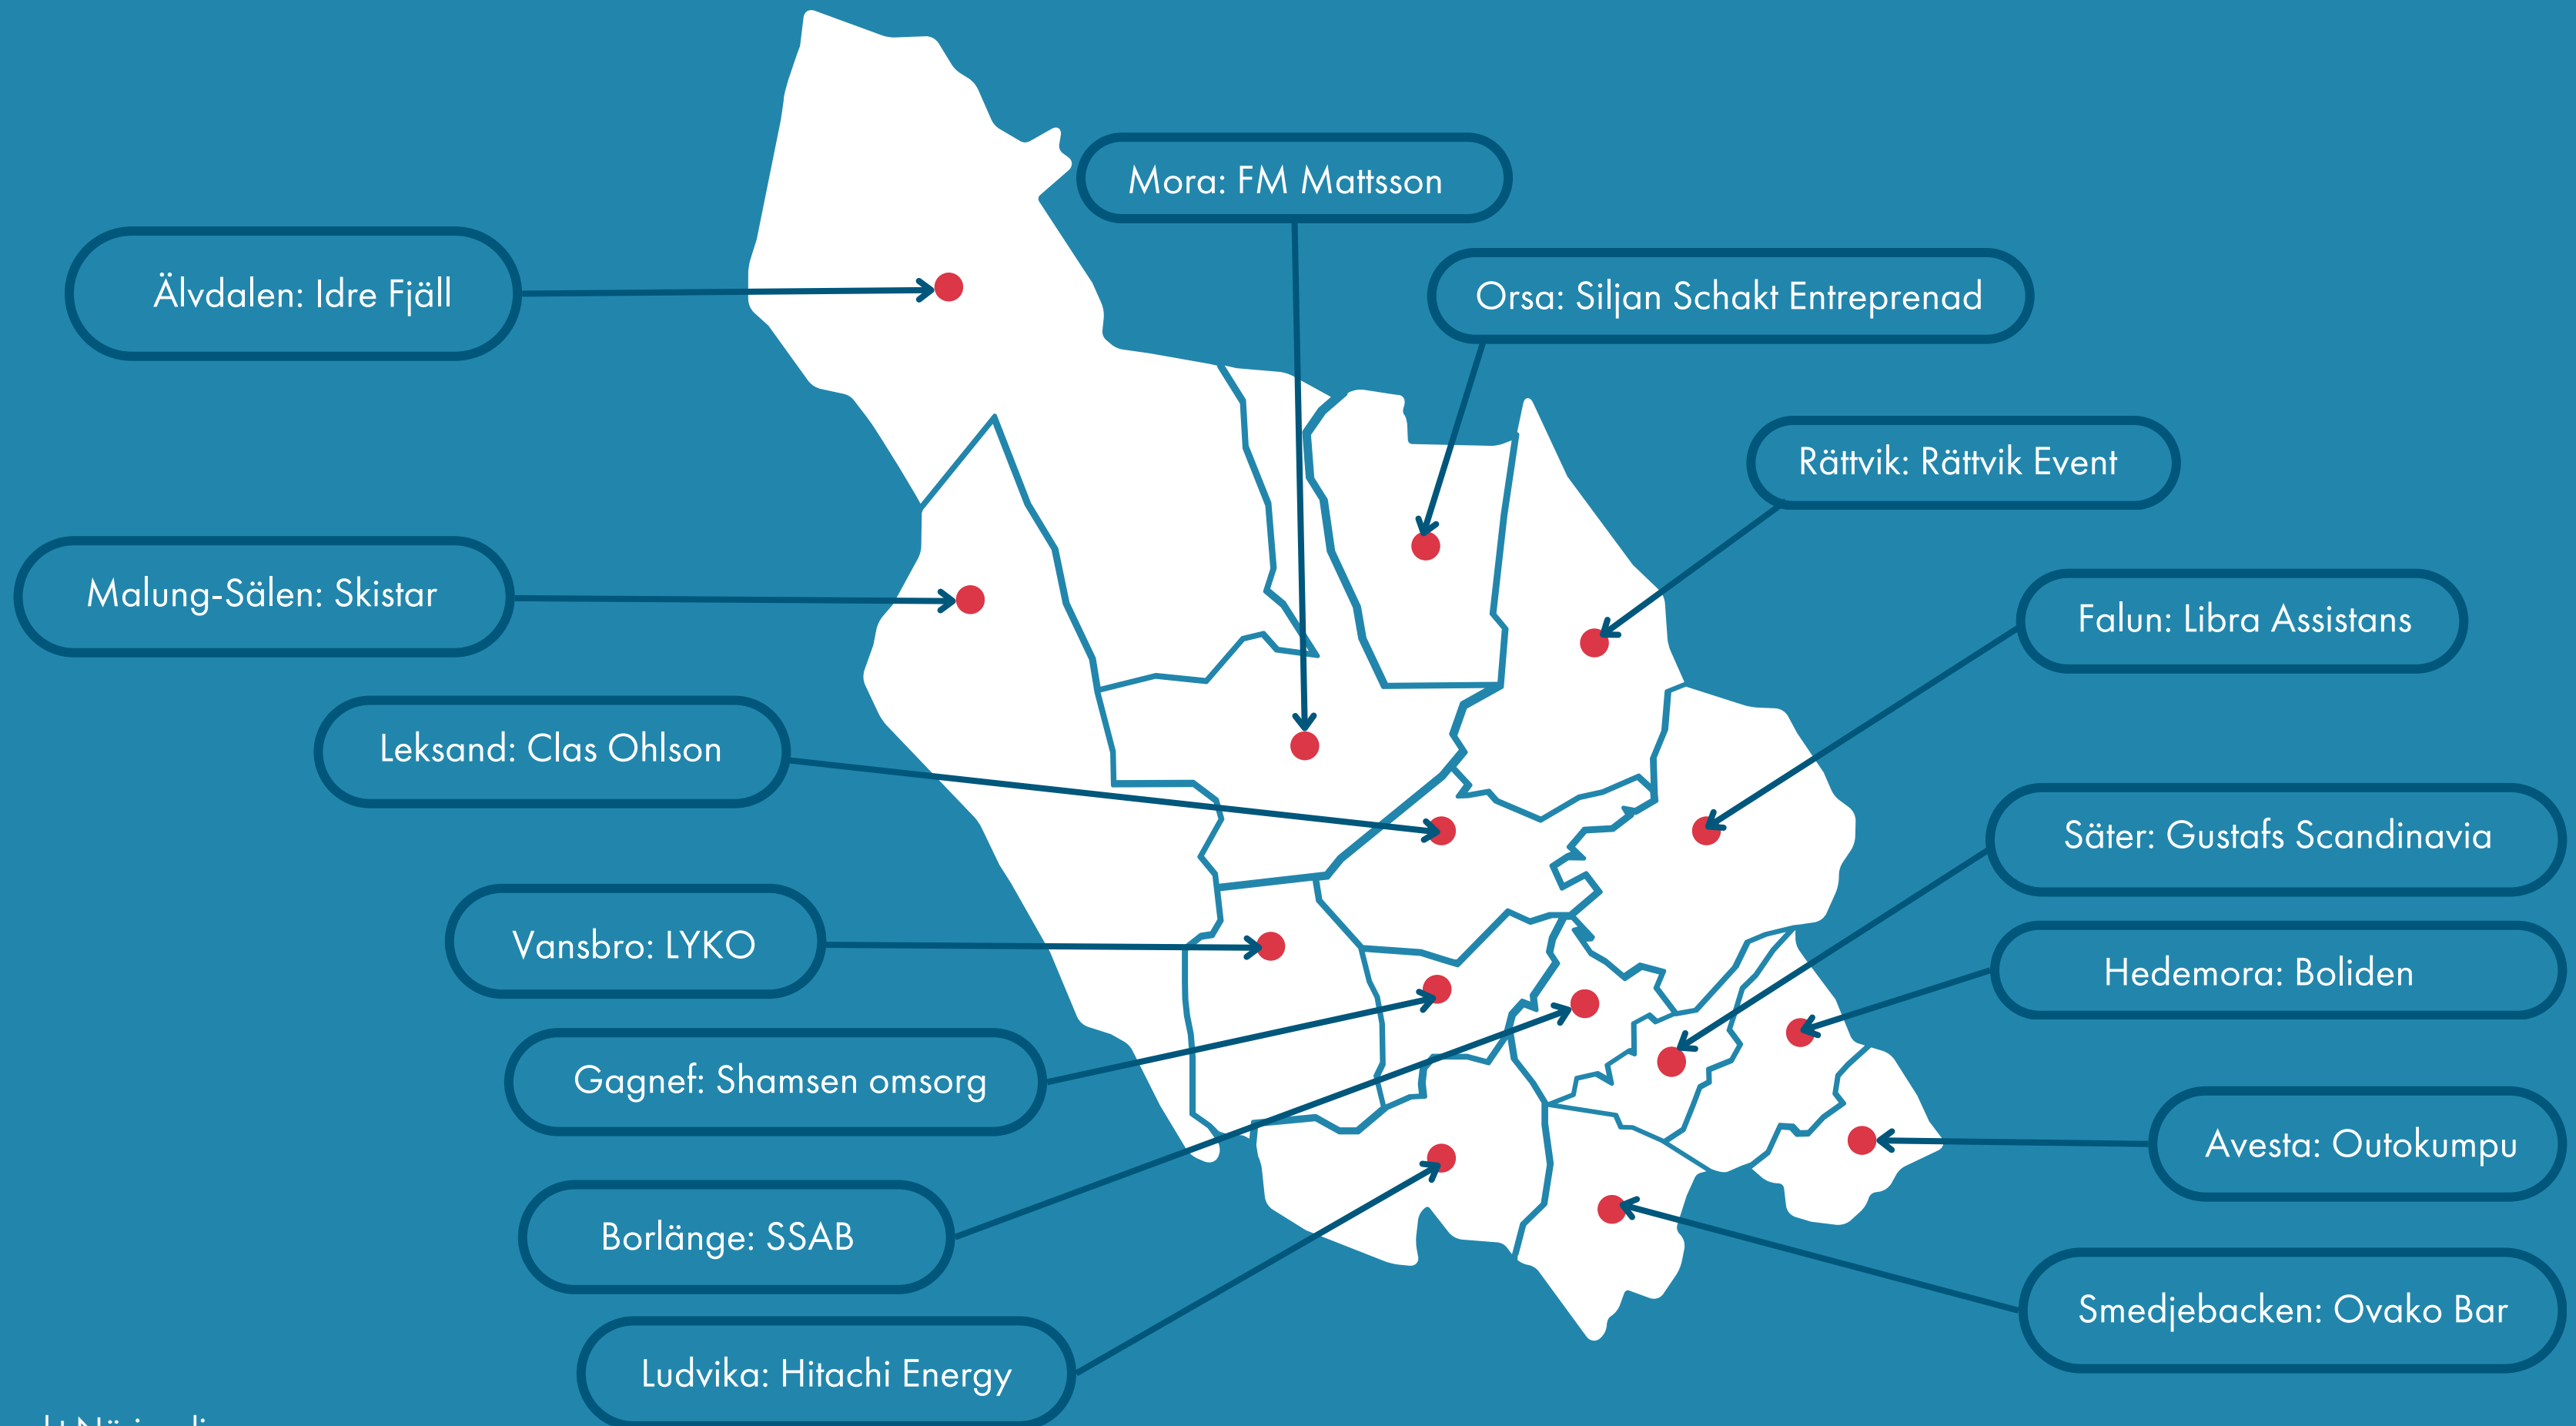 Mora: FM Mattsson
Älvdalen: Idre Fjäll
Orsa: Siljan Schakt Entreprenad
Rättvik: Rättvik Event
Malung-Sälen: Skistar
Falun: Libra Assistans
Leksand: Clas Ohlson
Säter: Gustafs Scandinavia
Vansbro: LYKO
Hedemora: Boliden
Gagnef: Shamsen omsorg
Avesta: Outokumpu
Borlänge: SSAB
Smedjebacken: Ovako Bar
Ludvika: Hitachi Energy